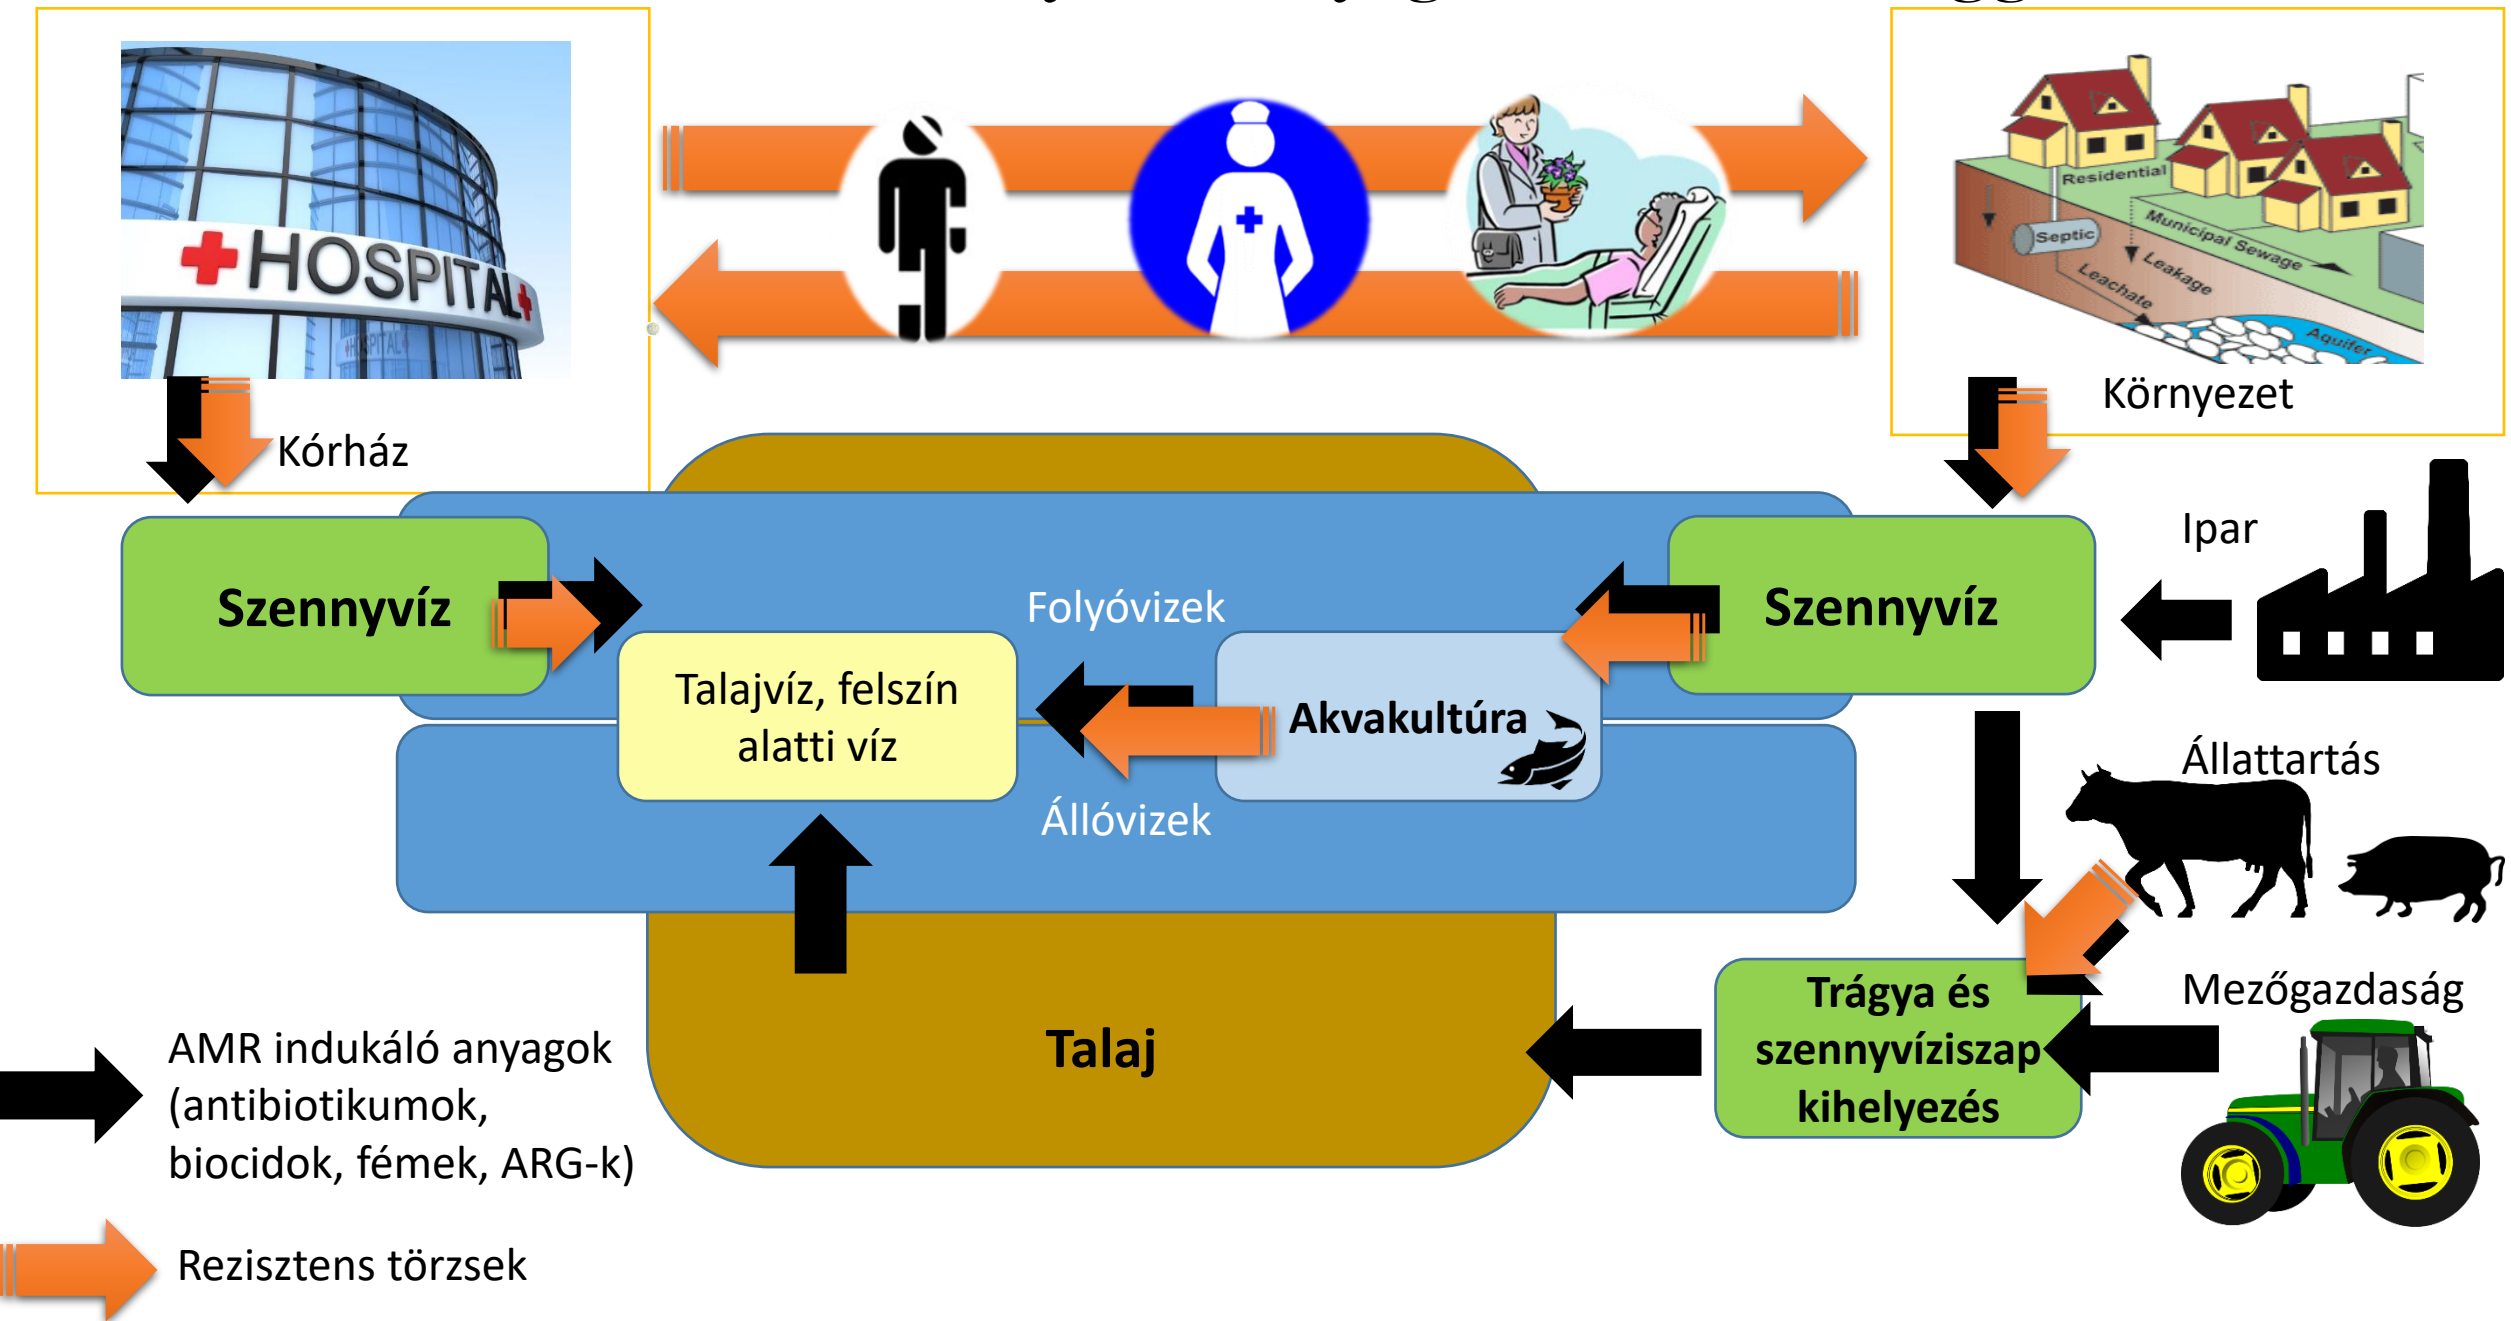 HOSPITAL
HOSPITAL
Kórház
Residential
Septic
Municipal Sewage
Leakage
Leachate
Aquifer
Környezet
Szennyvíz
Folyóvizek
Szennyvíz
Ipar
Talajvíz, felszín
alatti víz
Akvakultúra
Állattartás
Állóvizek
Trágya és
szennyvíziszap
kihelyezés
Mezőgazdaság
Talaj
AMR indukáló anyagok
(antibiotikumok,
biocidok, fémek, ARG-k)
Rezisztens törzsek